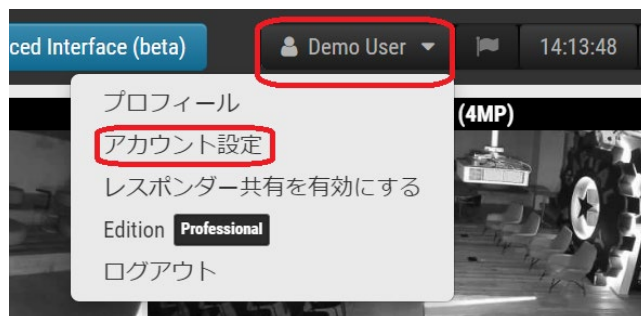 ced Interface (beta)
Demo User
14:13:48
プロフィール
(4MP)
アカウント設定
レスポンダー共有を有効にする
Edition Professional
ログアウト